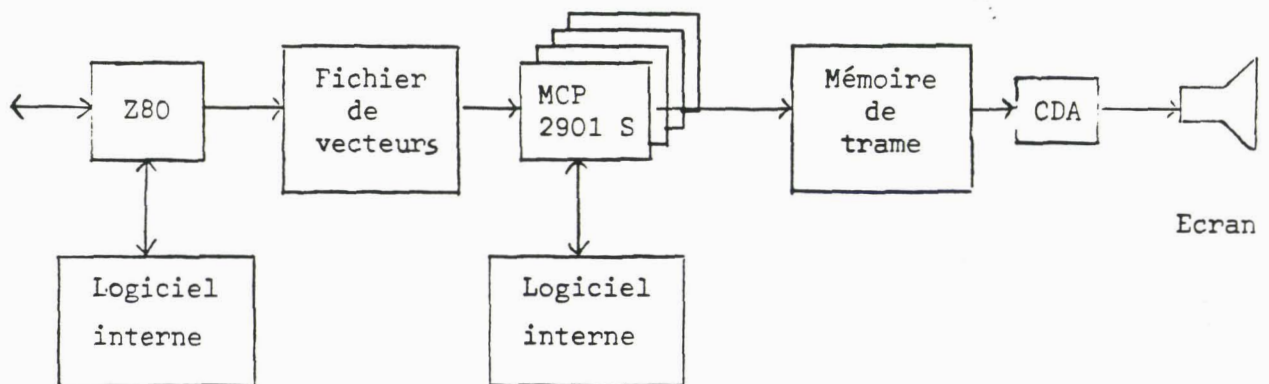 Z80
Fichier
de
vecteurs
MCP
2901 S
Mémoire
de
trame
CDA
Ecran
Logiciel
interne
Logiciel
interne